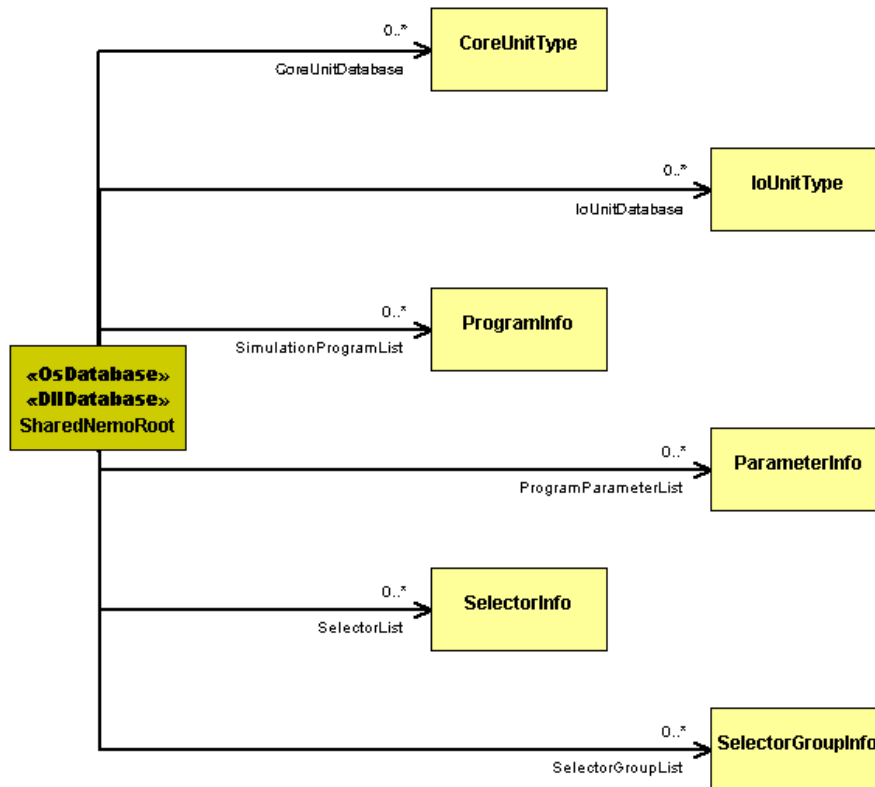 0..*
CoreUnitType
CoreUnitDatabase
0..*
IoUnitType
IoUnitDatabase
0..*
ProgramInfo
SimulationProgramList
«OsDatabase»
«DllDatabase»
SharedNemoRoot
0..*
ParameterInfo
ProgramParameterList
0..*
SelectorInfo
SelectorList
0..*
SelectorGroupInfo
SelectorGroupList